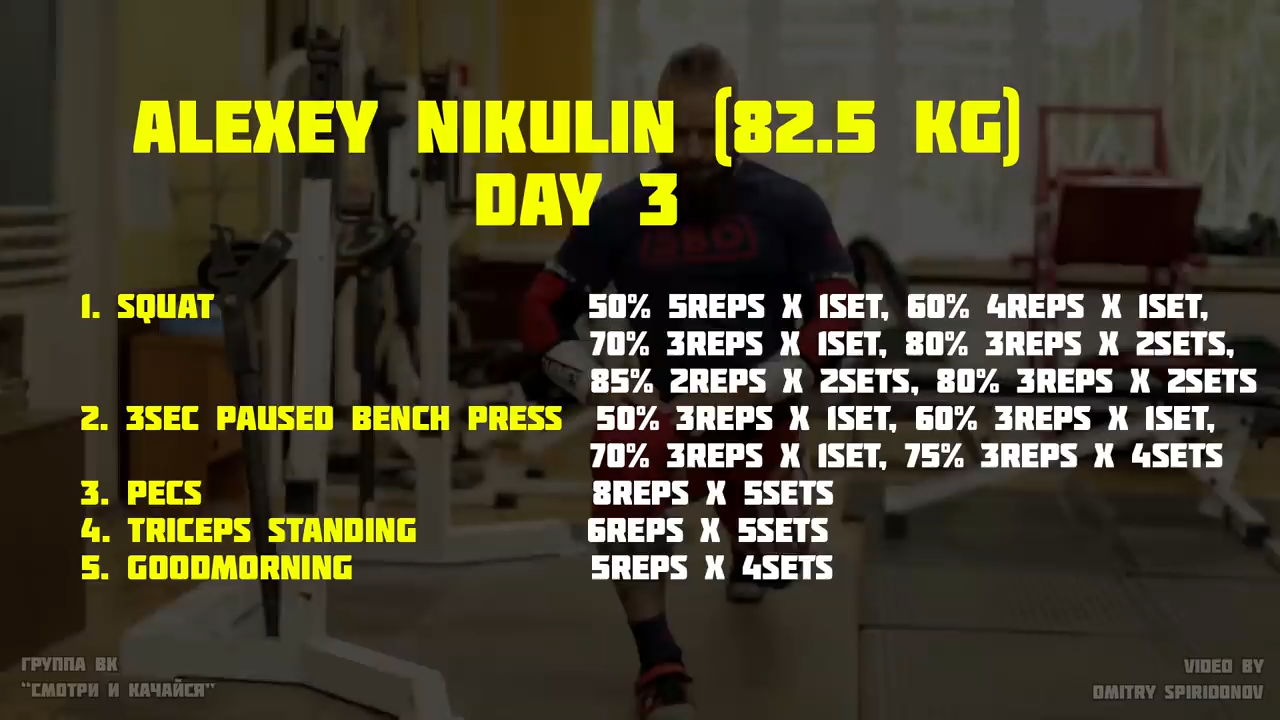 ALEXEY NIKULIN (82.5 KG)
DAY 3
1. SQUAT 50% 5REPS X 1SET, 60% 4REPS X 1SET,
70% 3REPS X 1SET, 80% 3REPS X 2SETS,
85% 2REPS X 2SETS, 80% 3REPS X 2SETS
2. 3SEC PAUSED BENCH PRESS 50% 3REPS X 1SET, 60% 3REPS X 1SET,
70% 3REPS X 1SET, 75% 3REPS X 4SETS
3. PECS 8REPS X 5SETS
4. TRICEPS STANDING 6REPS X 5SETS
5. GOODMORNING 5REPS X 4SETS
ГРУППА ВК
"СМОТРИ И КАЧАЙСЯ"
VIDEO BY
DMITRY SPIRIDONOV